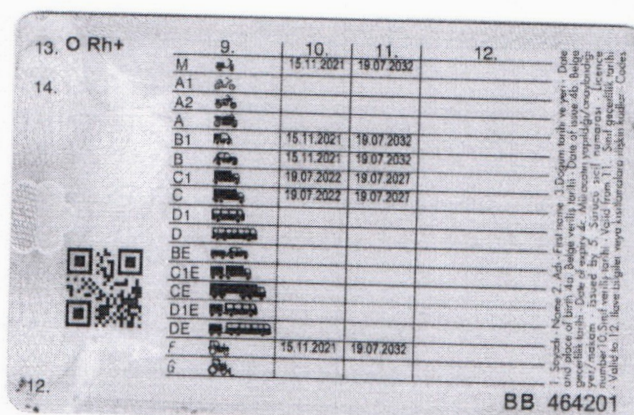 13. O Rh+
14.
9. 10. 11. 12.
M 15.11.2021 19.07.2032
A1
A2
A
B1 15.11.2021 19.07.2032
B 15.11.2021 19.07.2032
C1 19.07.2022 19.07.2027
C 19.07.2022 19.07.2027
D1
D
BE
C1E
CE
D1E
DE
F 15.11.2021 19.07.2032
G
12.
BB 464201
1. Soyadı - Name 2. Adı - First name 3. Doğum tarihi ve yeri - Date
and place of birth 4a. Belge veriliş tarihi - Date of issue 4b. Belge
geçerlilik tarihi - Date of expiry 4c. Müracatın yapıldığı/onaylandığı
yer/makam - Issued by 5. Sürücü sicil numarası - Licence
number 10. Sınıf veriliş tarihi - Valid from 11. Sınıf geçerlilik tarihi
- Valid to 12. İlave bilgiler veya kısıtlamalara ilişkin kodlar - Codes